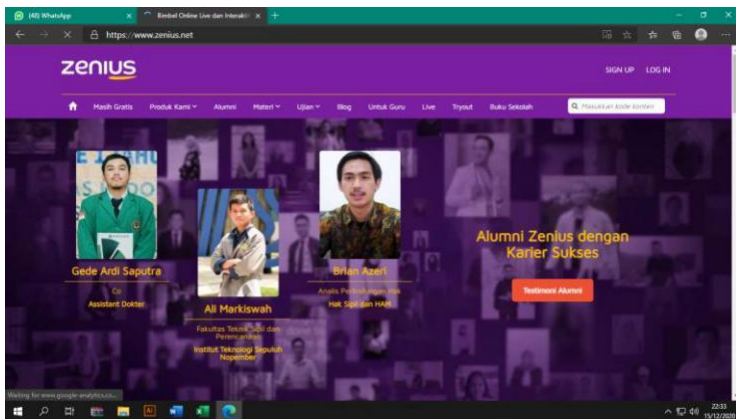 (48) WhatsApp
Bimbel Online Live dan Interakti
https://www.zenius.net
zenius
SIGN UP LOG IN
Masih Gratis Produk Kami Alumni Materi Ujian Blog Untuk Guru Live Tryout Buku Sekolah Masukkan kode konten
Gede Ardi Saputra
Co
Assistant Dokter
Ali Markiswah
Fakultas Teknik Sipil dan
Perencanaan
Institut Teknologi Sepuluh
Nopember
Brian Azeri
Analis Perlindungan Hak
Hak Sipil dan HAM
Alumni Zenius dengan
Karier Sukses
Testimoni Alumni
Waiting for www.google-analytics.co...
22:33
15/12/2020